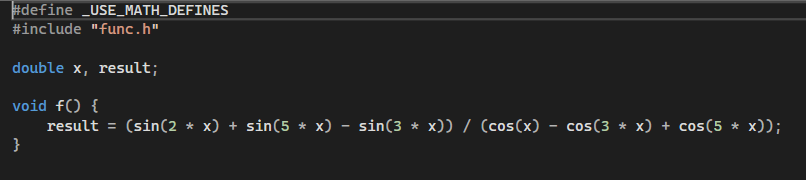 #define _USE_MATH_DEFINES
#include "func.h"
double x, result;
void f() {
    result = (sin(2 * x) + sin(5 * x) - sin(3 * x)) / (cos(x) - cos(3 * x) + cos(5 * x));
}